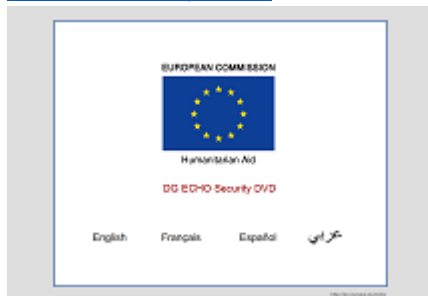 EUROPEAN COMMISSION
Humanitarian Aid
DG ECHO Security DVD
English Français Español عربي